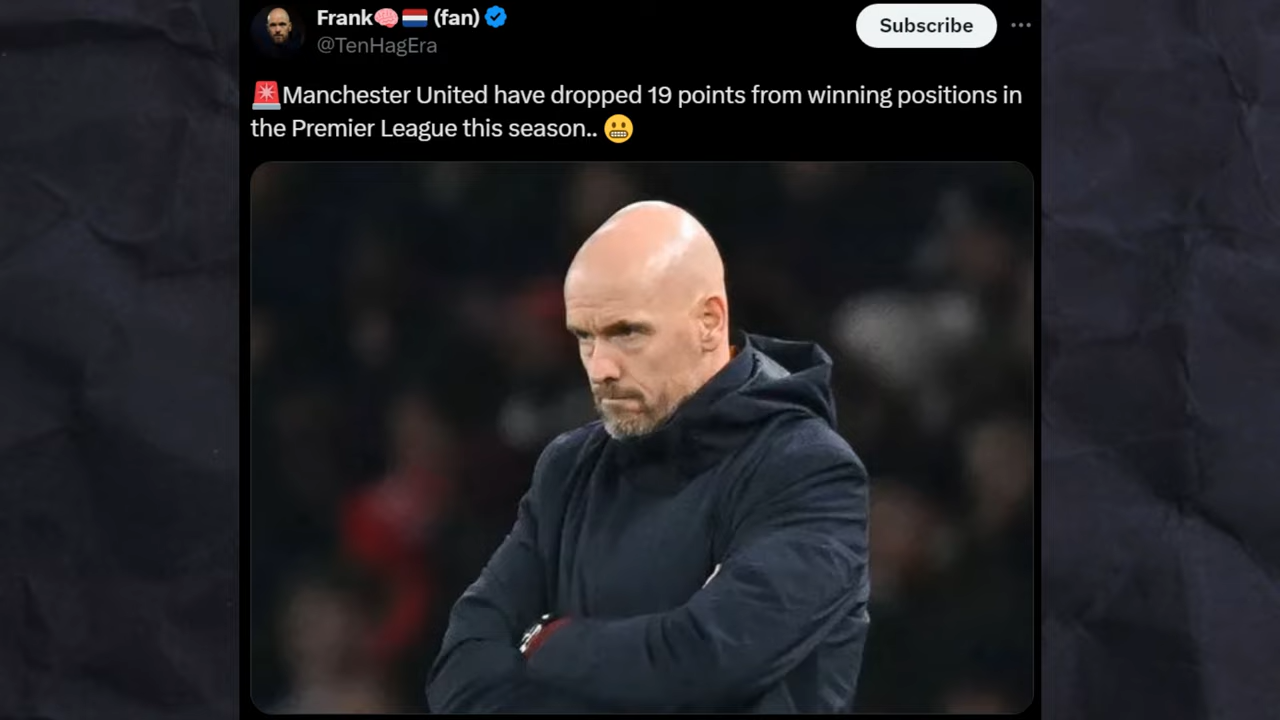 Frank🧠🇳🇱 (fan)
@TenHagEra
Subscribe
🚨Manchester United have dropped 19 points from winning positions in
the Premier League this season.. 😬